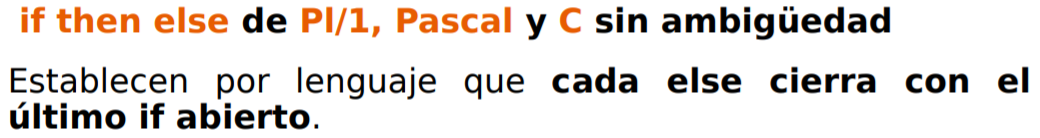 if then else de Pl/1, Pascal y C sin ambigüedad
Establecen por lenguaje que cada else cierra con el
último if abierto.